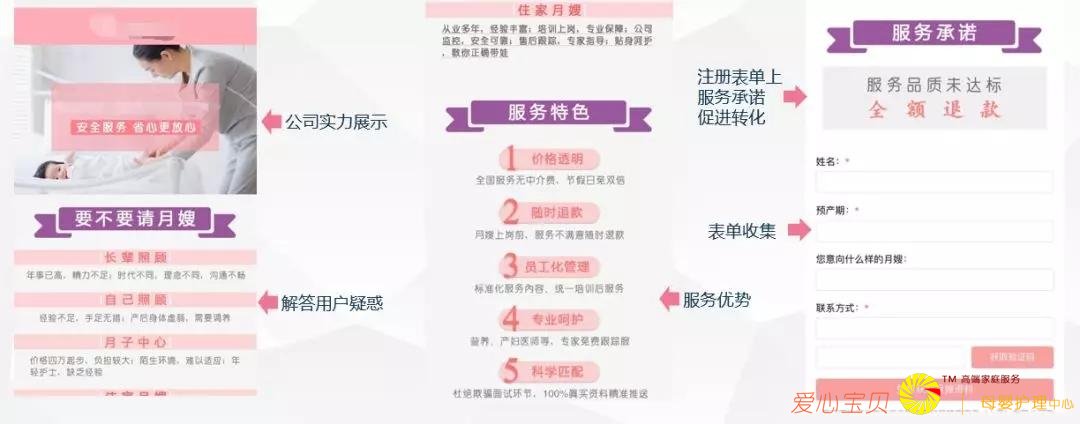 安全服务 省心更放心
公司实力展示
要不要请月嫂
长辈照顾
年事已高，精力不足；时代不同，理念不同，沟通不畅
自己照顾
经验不足，手足无措；产后身体虚弱，需要调养
解答用户疑惑
月子中心
价格四万起步、负担较大；陌生环境、难以适应；年
轻护士、缺乏经验
住家月嫂
住家月嫂
从业多年，经验丰富；培训上岗，专业保障；公司
监控，安全可靠；售后跟踪，专家指导；贴身呵护
，教你正确带娃
服务特色
1 价格透明
全国服务无中介费、节假日免双倍
2 随时退款
月嫂上岗前、服务不满意随时退款
3 员工化管理
标准化服务内容、统一培训后服务
服务优势
4 专业呵护
营养、产妇医师等，专家免费跟踪服
5 科学匹配
杜绝欺骗面试环节、100%真实资料精准推送
服务承诺
注册表单上
服务承诺
促进转化
服务品质未达标
全额退款
姓名：*
预产期：*
表单收集
您意向什么样的月嫂：
联系方式：*
获取验证码
TM 高端家庭服务
爱心宝贝
母婴护理中心